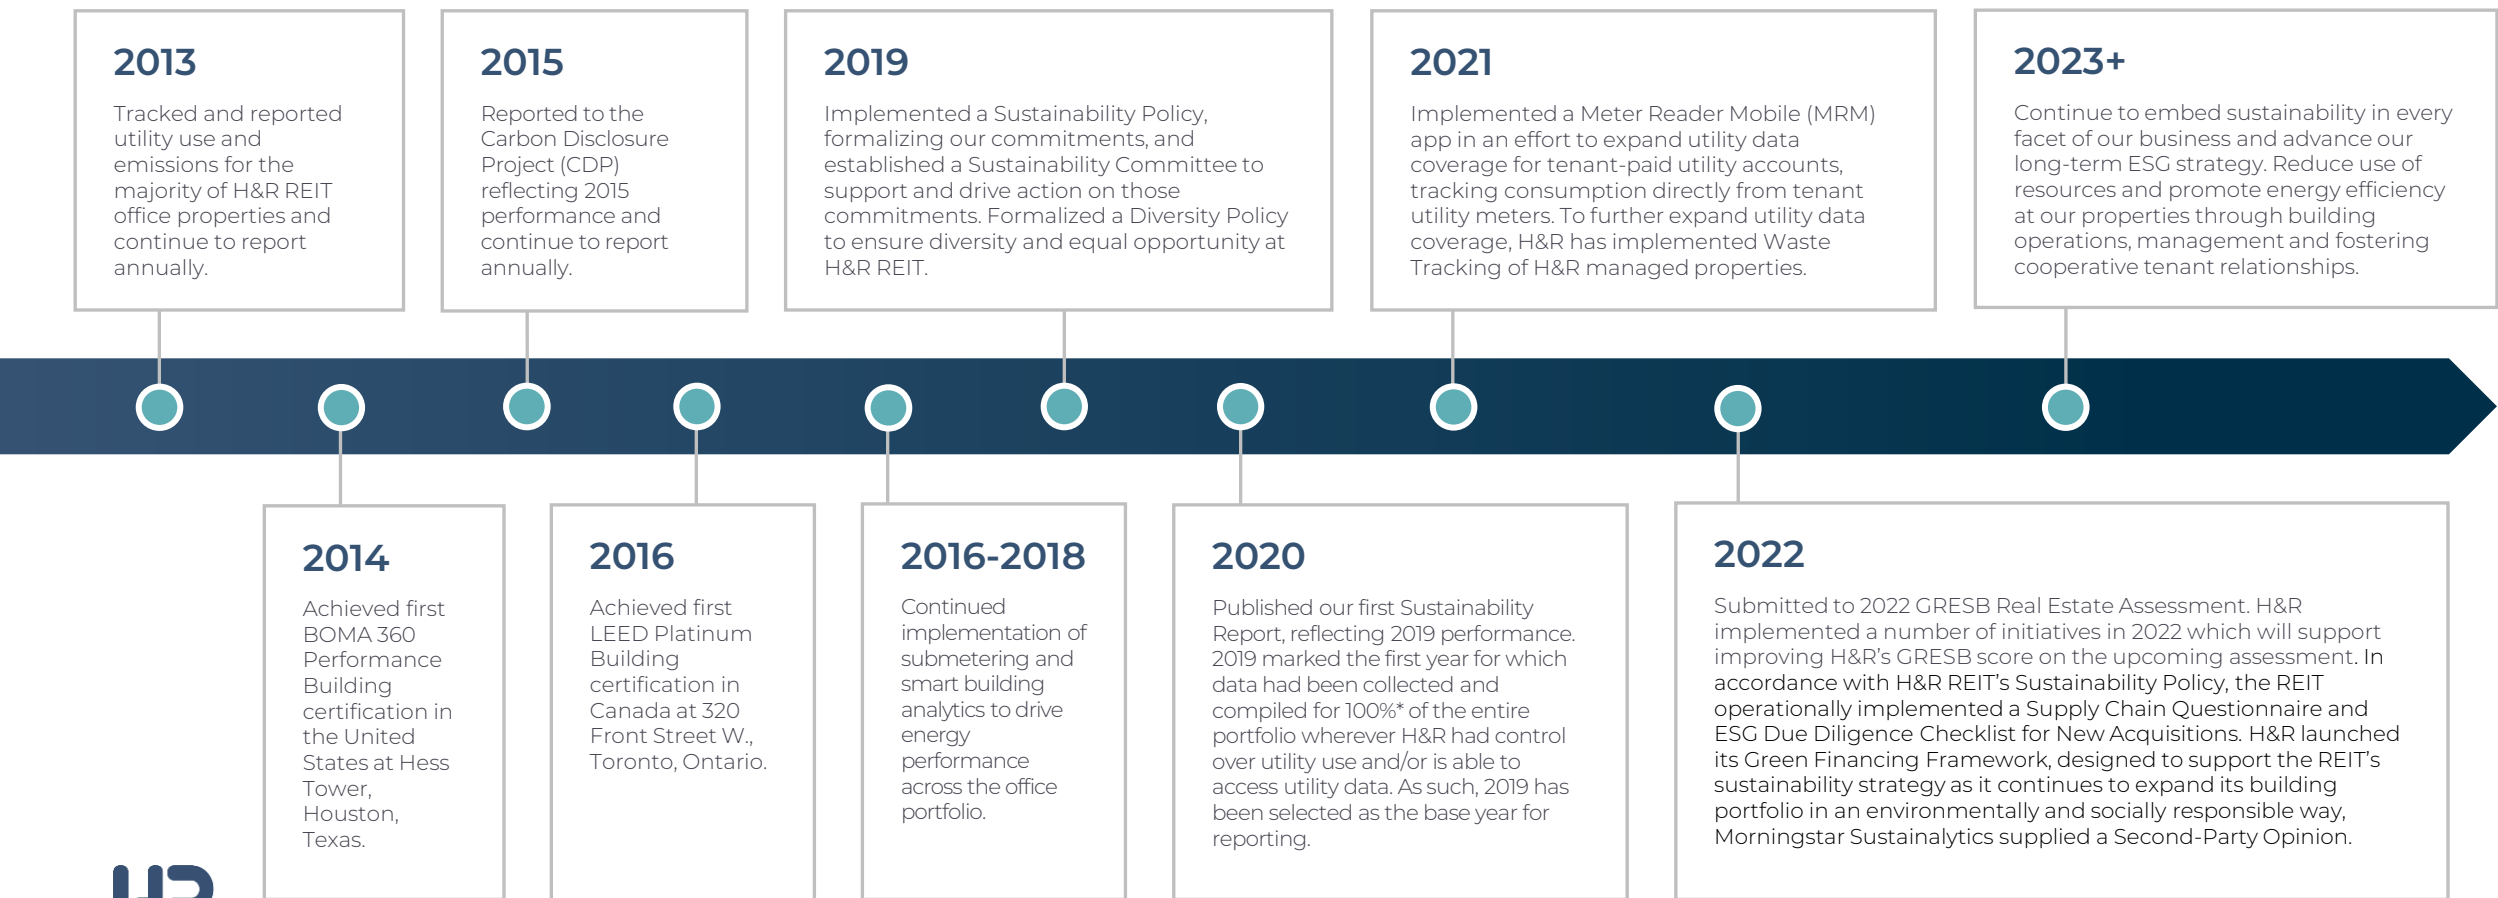 2013
Tracked and reported
utility use and
emissions for the
majority of H&R REIT
office properties and
continue to report
annually.
2015
Reported to the
Carbon Disclosure
Project (CDP)
reflecting 2015
performance and
continue to report
annually.
2019
Implemented a Sustainability Policy,
formalizing our commitments, and
established a Sustainability Committee to
support and drive action on those
commitments. Formalized a Diversity Policy
to ensure diversity and equal opportunity at
H&R REIT.
2021
Implemented a Meter Reader Mobile (MRM)
app in an effort to expand utility data
coverage for tenant-paid utility accounts,
tracking consumption directly from tenant
utility meters. To further expand utility data
coverage, H&R has implemented Waste
Tracking of H&R managed properties.
2023+
Continue to embed sustainability in every
facet of our business and advance our
long-term ESG strategy. Reduce use of
resources and promote energy efficiency
at our properties through building
operations, management and fostering
cooperative tenant relationships.
2014
Achieved first
BOMA 360
Performance
Building
certification in
the United
States at Hess
Tower,
Houston,
Texas.
2016
Achieved first
LEED Platinum
Building
certification in
Canada at 320
Front Street W.,
Toronto, Ontario.
2016-2018
Continued
implementation of
submetering and
smart building
analytics to drive
energy
performance
across the office
portfolio.
2020
Published our first Sustainability
Report, reflecting 2019 performance.
2019 marked the first year for which
data had been collected and
compiled for 100%* of the entire
portfolio wherever H&R had control
over utility use and/or is able to
access utility data. As such, 2019 has
been selected as the base year for
reporting.
2022
Submitted to 2022 GRESB Real Estate Assessment. H&R
implemented a number of initiatives in 2022 which will support
improving H&R's GRESB score on the upcoming assessment. In
accordance with H&R REIT's Sustainability Policy, the REIT
operationally implemented a Supply Chain Questionnaire and
ESG Due Diligence Checklist for New Acquisitions. H&R launched
its Green Financing Framework, designed to support the REIT's
sustainability strategy as it continues to expand its building
portfolio in an environmentally and socially responsible way,
Morningstar Sustainalytics supplied a Second-Party Opinion.